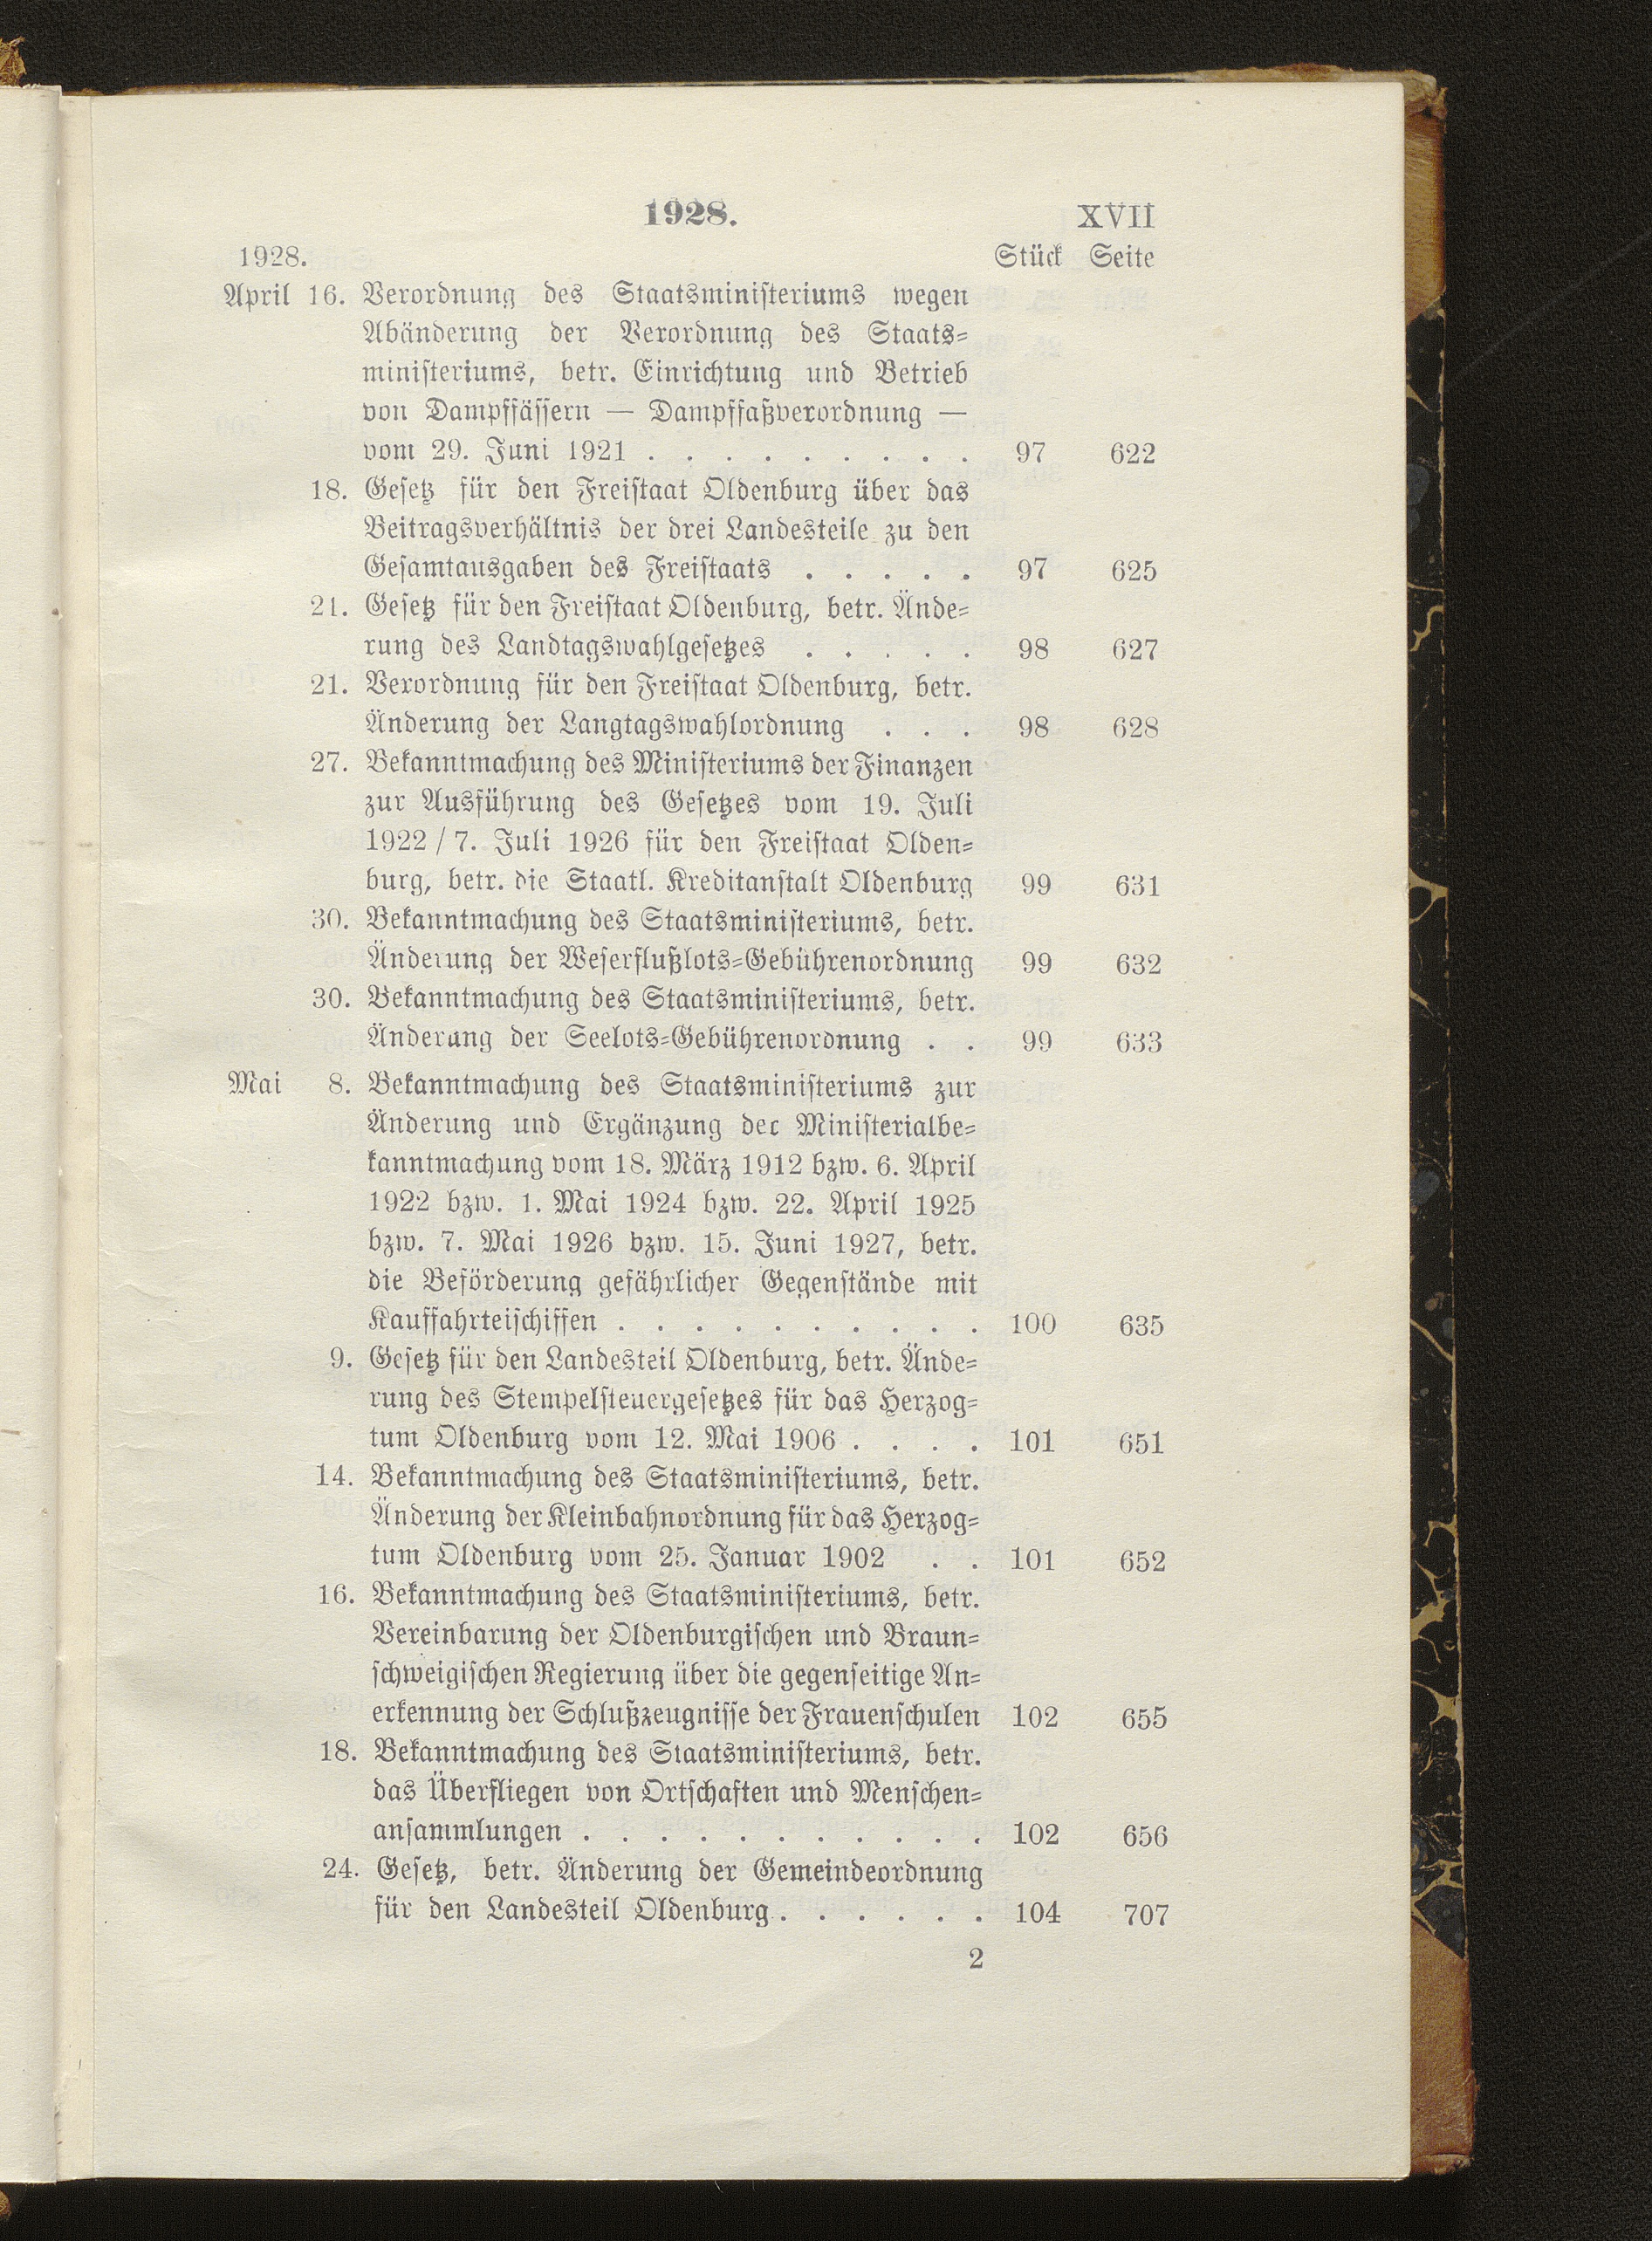 1928. XVII
1928. Stück Seite
April 16. Verordnung des Staatsministeriums wegen
Abänderung der Verordnung des Staats-
ministeriums, betr. Einrichtung und Betrieb
von Dampffässern — Dampffaßverordnung —
vom 29. Juni 1921 . . . . . . . . . 97 622
18. Gesetz für den Freistaat Oldenburg über das
Beitragsverhältnis der drei Landesteile zu den
Gesamtausgaben des Freistaats . . . . . 97 625
21. Gesetz für den Freistaat Oldenburg, betr. Ände-
rung des Landtagswahlgesetzes . . . . . 98 627
21. Verordnung für den Freistaat Oldenburg, betr.
Änderung der Langtagswahlordnung . . . 98 628
27. Bekanntmachung des Ministeriums der Finanzen
zur Ausführung des Gesetzes vom 19. Juli
1922 / 7. Juli 1926 für den Freistaat Olden-
burg, betr. die Staatl. Kreditanstalt Oldenburg 99 631
30. Bekanntmachung des Staatsministeriums, betr.
Änderung der Weserflußlots-Gebührenordnung 99 632
30. Bekanntmachung des Staatsministeriums, betr.
Änderung der Seelots-Gebührenordnung . . 99 633
Mai 8. Bekanntmachung des Staatsministeriums zur
Änderung und Ergänzung der Ministerialbe-
kanntmachung vom 18. März 1912 bzw. 6. April
1922 bzw. 1. Mai 1924 bzw. 22. April 1925
bzw. 7. Mai 1926 bzw. 15. Juni 1927, betr.
die Beförderung gefährlicher Gegenstände mit
Kauffahrteischiffen . . . . . . . . . . 100 635
9. Gesetz für den Landesteil Oldenburg, betr. Ände-
rung des Stempelsteuergesetzes für das Herzog-
tum Oldenburg vom 12. Mai 1906 . . . . 101 651
14. Bekanntmachung des Staatsministeriums, betr.
Änderung der Kleinbahnordnung für das Herzog-
tum Oldenburg vom 25. Januar 1902 . . 101 652
16. Bekanntmachung des Staatsministeriums, betr.
Vereinbarung der Oldenburgischen und Braun-
schweigischen Regierung über die gegenseitige An-
erkennung der Schlußzeugnisse der Frauenschulen 102 655
18. Bekanntmachung des Staatsministeriums, betr.
das Überfliegen von Ortschaften und Menschen-
ansammlungen . . . . . . . . . . . 102 656
24. Gesetz, betr. Änderung der Gemeindeordnung
für den Landesteil Oldenburg . . . . . . 104 707
2